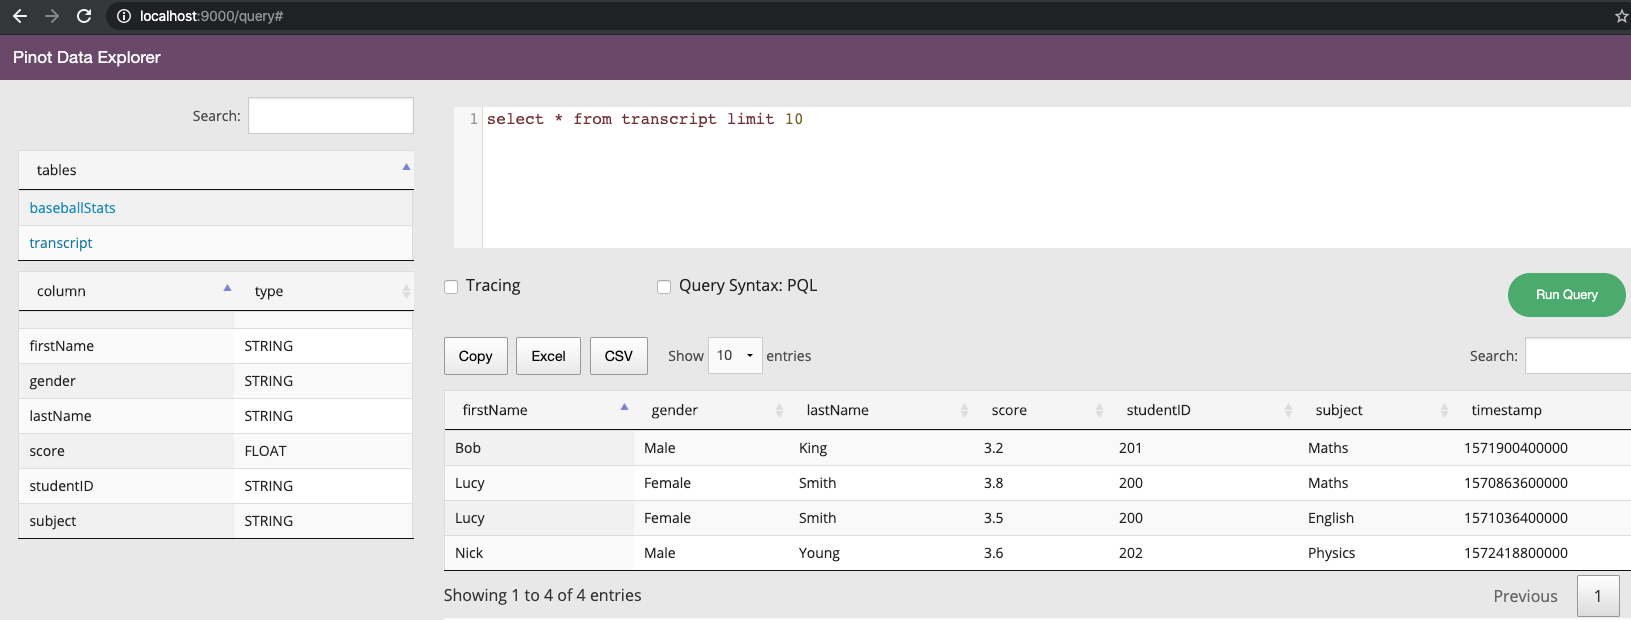 localhost:9000/query#
Pinot Data Explorer
Search:
tables
baseballStats
transcript
column type
firstName STRING
gender STRING
lastName STRING
score FLOAT
studentID STRING
subject STRING
1 select * from transcript limit 10
Tracing Query Syntax: PQL
Run Query
Copy Excel CSV Show 10 entries Search:
firstName gender lastName score studentID subject timestamp
Bob Male King 3.2 201 Maths 1571900400000
Lucy Female Smith 3.8 200 Maths 1570863600000
Lucy Female Smith 3.5 200 English 1571036400000
Nick Male Young 3.6 202 Physics 1572418800000
Showing 1 to 4 of 4 entries Previous 1